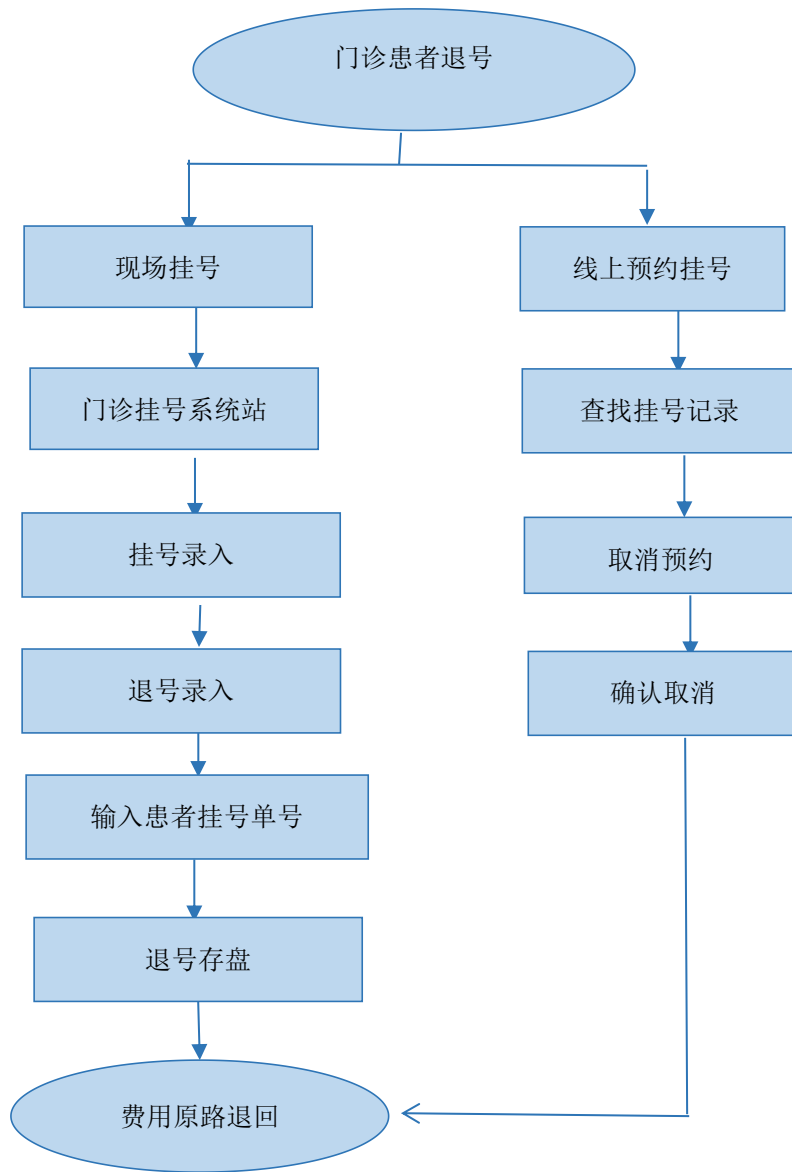 门诊患者退号
现场挂号
线上预约挂号
门诊挂号系统站
查找挂号记录
挂号录入
取消预约
退号录入
确认取消
输入患者挂号单号
退号存盘
费用原路退回